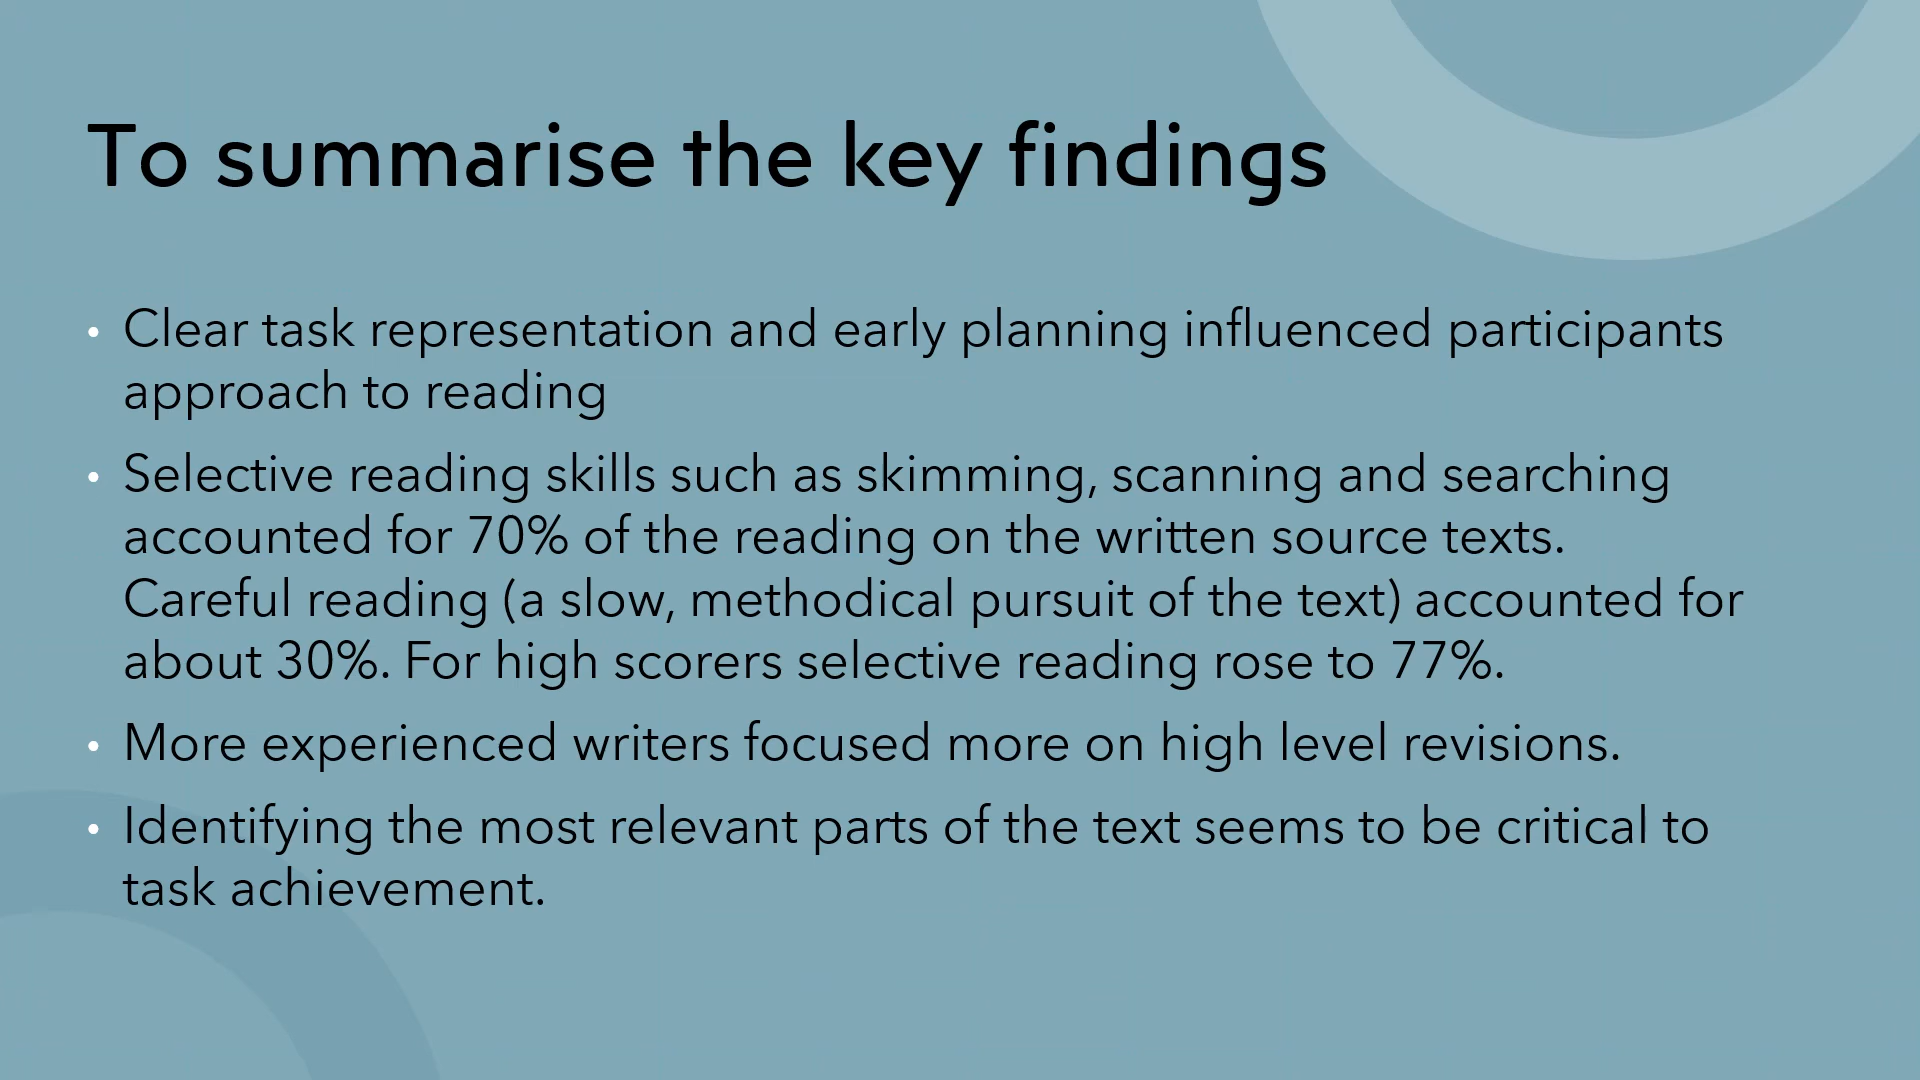 To summarise the key findings
• Clear task representation and early planning influenced participants
approach to reading
• Selective reading skills such as skimming, scanning and searching
accounted for 70% of the reading on the written source texts.
Careful reading (a slow, methodical pursuit of the text) accounted for
about 30%. For high scorers selective reading rose to 77%.
• More experienced writers focused more on high level revisions.
• Identifying the most relevant parts of the text seems to be critical to
task achievement.